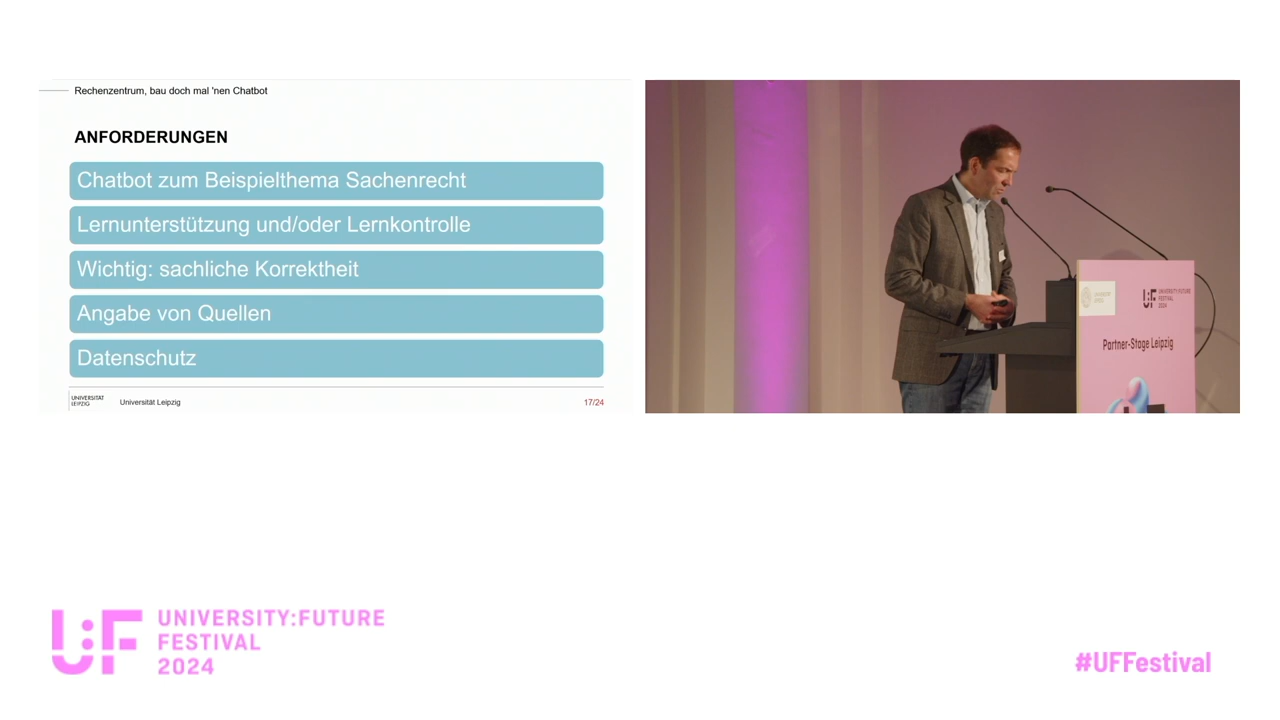 Rechenzentrum, bau doch mal 'nen Chatbot
ANFORDERUNGEN
Chatbot zum Beispielthema Sachenrecht
Lernunterstützung und/oder Lernkontrolle
Wichtig: sachliche Korrektheit
Angabe von Quellen
Datenschutz
UNIVERSITÄT
LEIPZIG
Universität Leipzig
17/24
UNIVERSITÄT
LEIPZIG
U:F
UNIVERSITY:FUTURE
FESTIVAL
2024
Partner-Stage Leipzig
U:F
UNIVERSITY:FUTURE
FESTIVAL
2024
#UFFestival